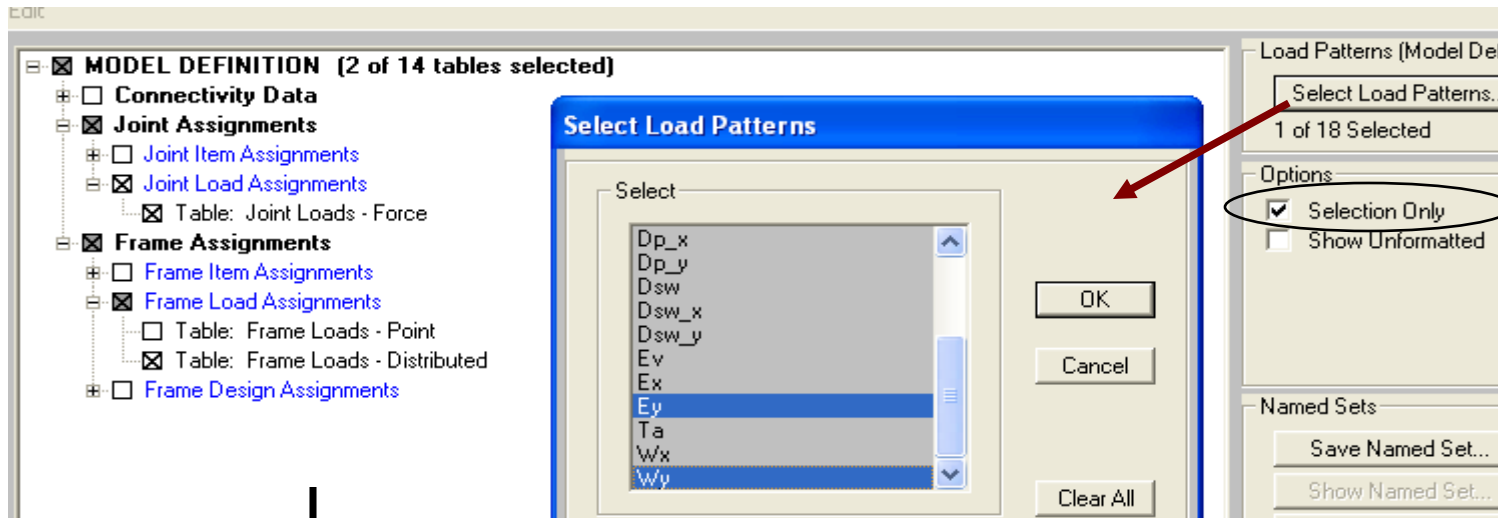 Edit
MODEL DEFINITION (2 of 14 tables selected)
Connectivity Data
Joint Assignments
Joint Item Assignments
Joint Load Assignments
Table: Joint Loads - Force
Frame Assignments
Frame Item Assignments
Frame Load Assignments
Table: Frame Loads - Point
Table: Frame Loads - Distributed
Frame Design Assignments
Select Load Patterns
Select
Dp_x
Dp_y
Dsw
Dsw_x
Dsw_y
Ev
Ex
Ey
Ta
Wx
Wy
OK
Cancel
Clear All
Load Patterns (Model De
Select Load Patterns..
1 of 18 Selected
Options
Selection Only
Show Unformatted
Named Sets
Save Named Set...
Show Named Set...